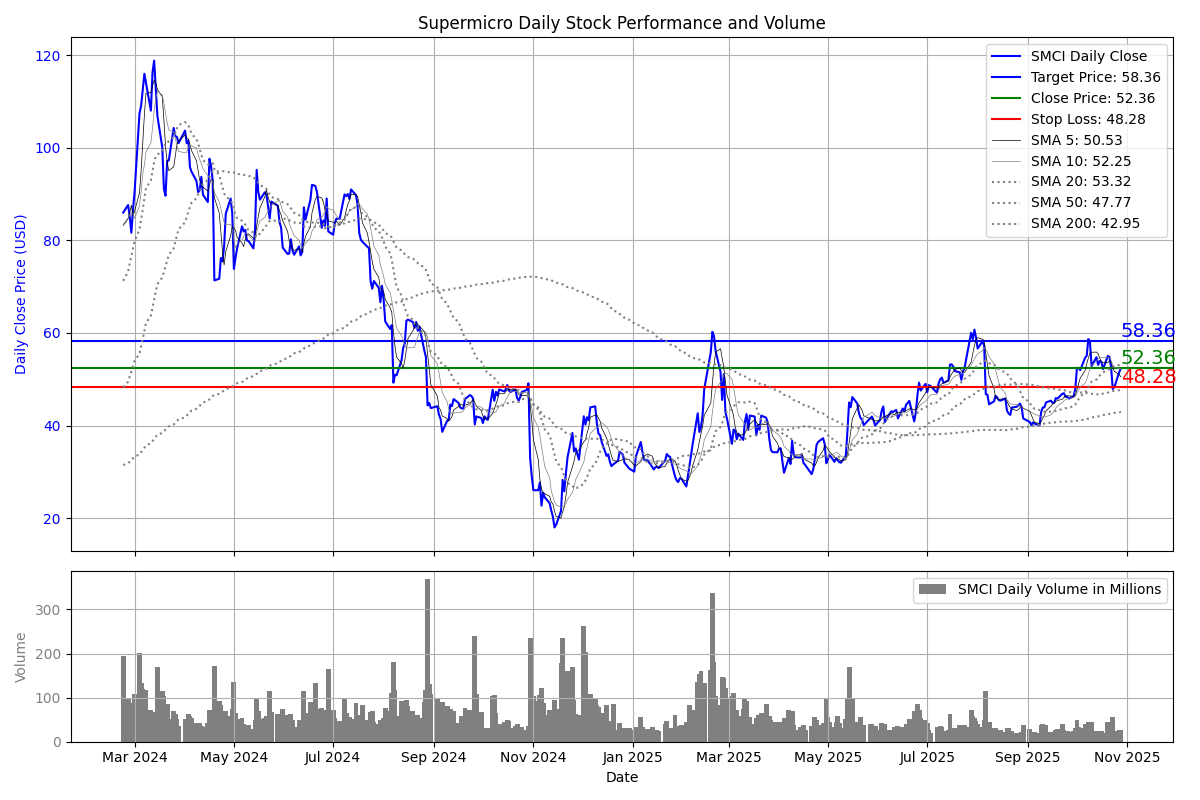 Supermicro Daily Stock Performance and Volume
120
100
80
60
40
20
Daily Close Price (USD)
SMCI Daily Close
Target Price: 58.36
Close Price: 52.36
Stop Loss: 48.28
SMA 5: 50.53
SMA 10: 52.25
SMA 20: 53.32
SMA 50: 47.77
SMA 200: 42.95
58.36
52.36
48.28
300
200
100
0
Volume
SMCI Daily Volume in Millions
Mar 2024
May 2024
Jul 2024
Sep 2024
Nov 2024
Jan 2025
Mar 2025
May 2025
Jul 2025
Sep 2025
Nov 2025
Date